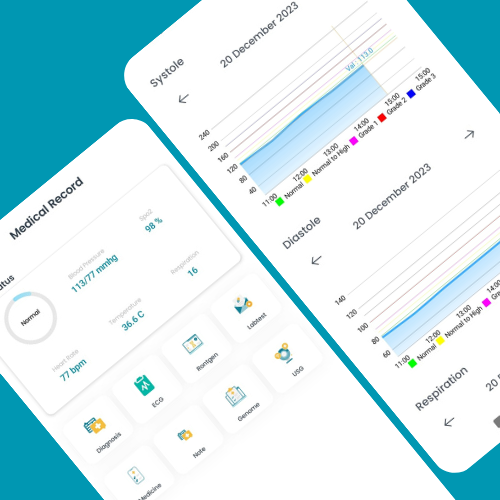 Medical Record
atus
Normal
Blood Pressure
113/77 mmhg
Spo2
98 %
Heart Rate
77 bpm
Temperature
36.6 C
Respiration
16
Diagnosis
ECG
Rontgen
Labtest
Medicine
Note
Genome
USG
Systole
20 December 2023
Val: 113.0
240
200
160
120
80
40
11:00
12:00
13:00
14:00
15:00
15:00
Normal
Normal to High
Grade 1
Grade 2
Grade 3
Diastole
20 December 2023
140
120
100
80
60
11:00
12:00
13:00
14:00
Normal
Normal to High
Respiration
20